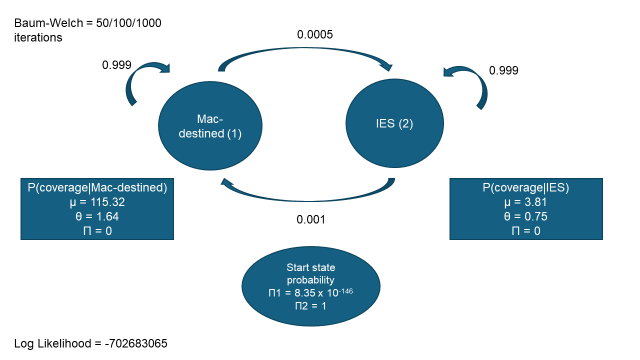 Baum-Welch = 50/100/1000
iterations
0.0005
0.999
0.999
Mac-
destined (1)
IES (2)
P(coverage|Mac-destined)
μ = 115.32
θ = 1.64
Π = 0
P(coverage|IES)
μ = 3.81
θ = 0.75
Π = 0
0.001
Start state
probability
Π1 = 8.35 x 10⁻¹⁴⁶
Π2 = 1
Log Likelihood = -702683065